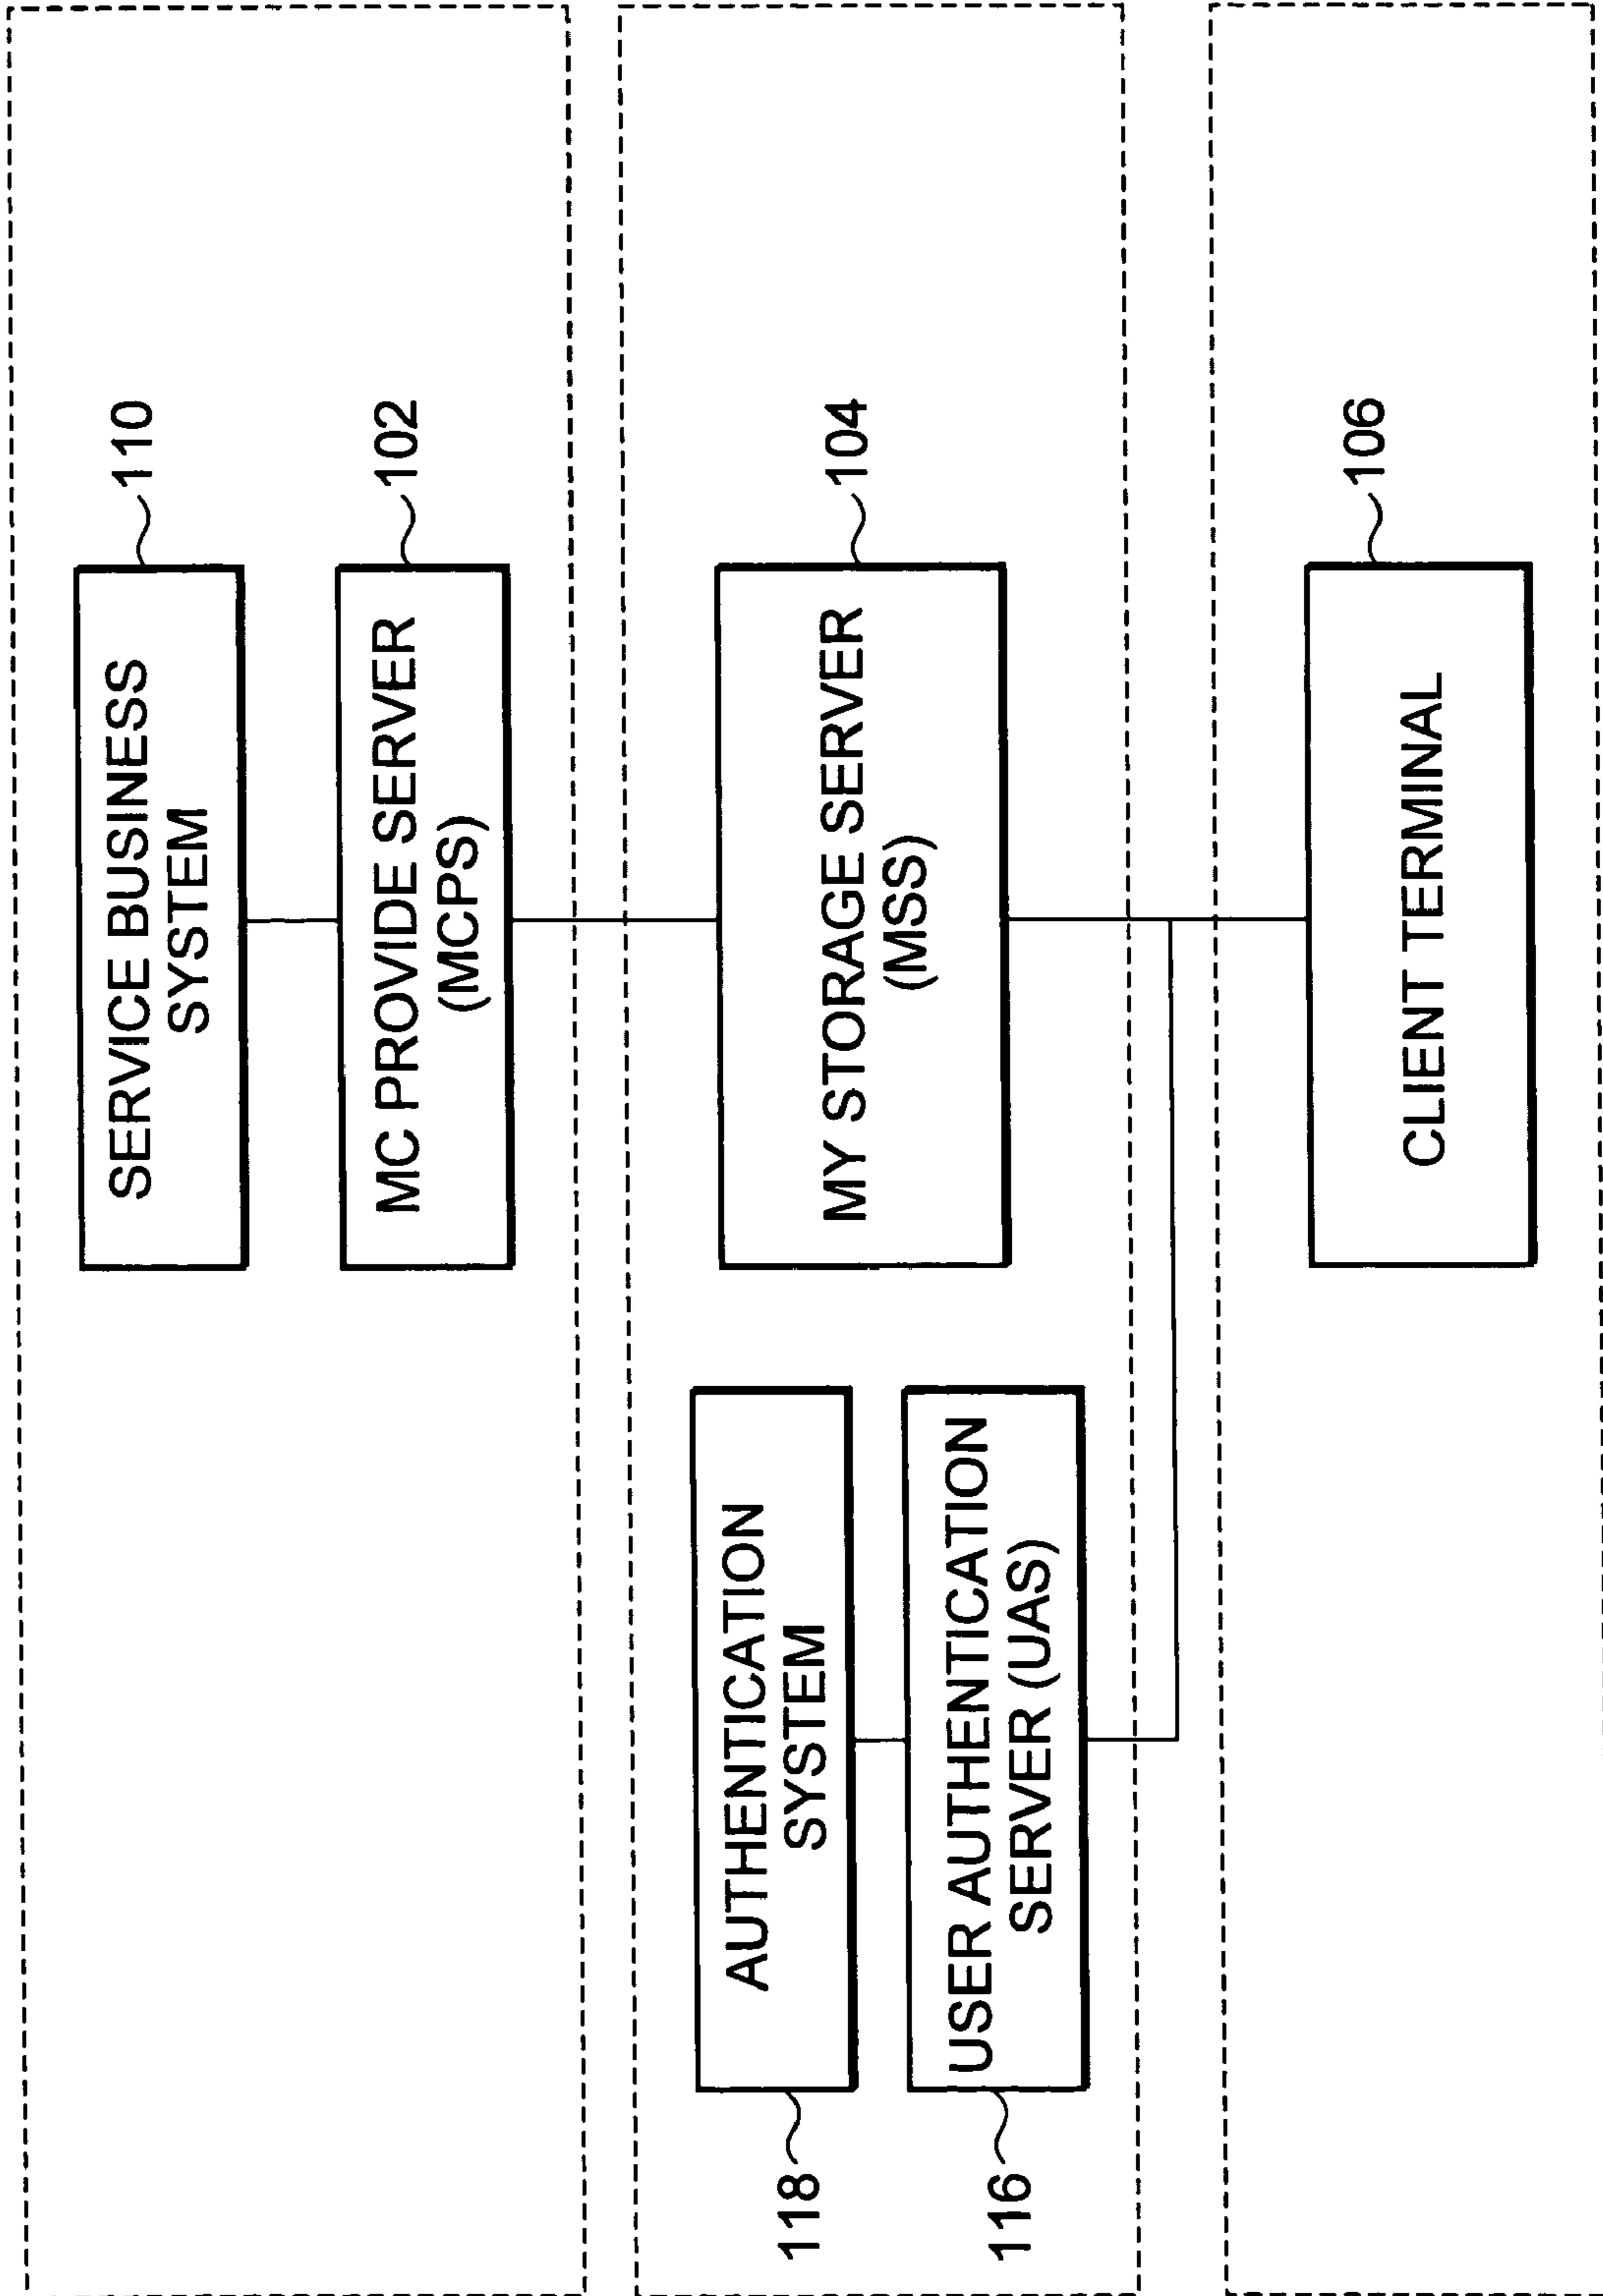 SERVICE BUSINESS
SYSTEM
110
MC PROVIDE SERVER
(MCPS)
102
AUTHENTICATION
SYSTEM
118
USER AUTHENTICATION
SERVER (UAS)
116
MY STORAGE SERVER
(MSS)
104
CLIENT TERMINAL
106